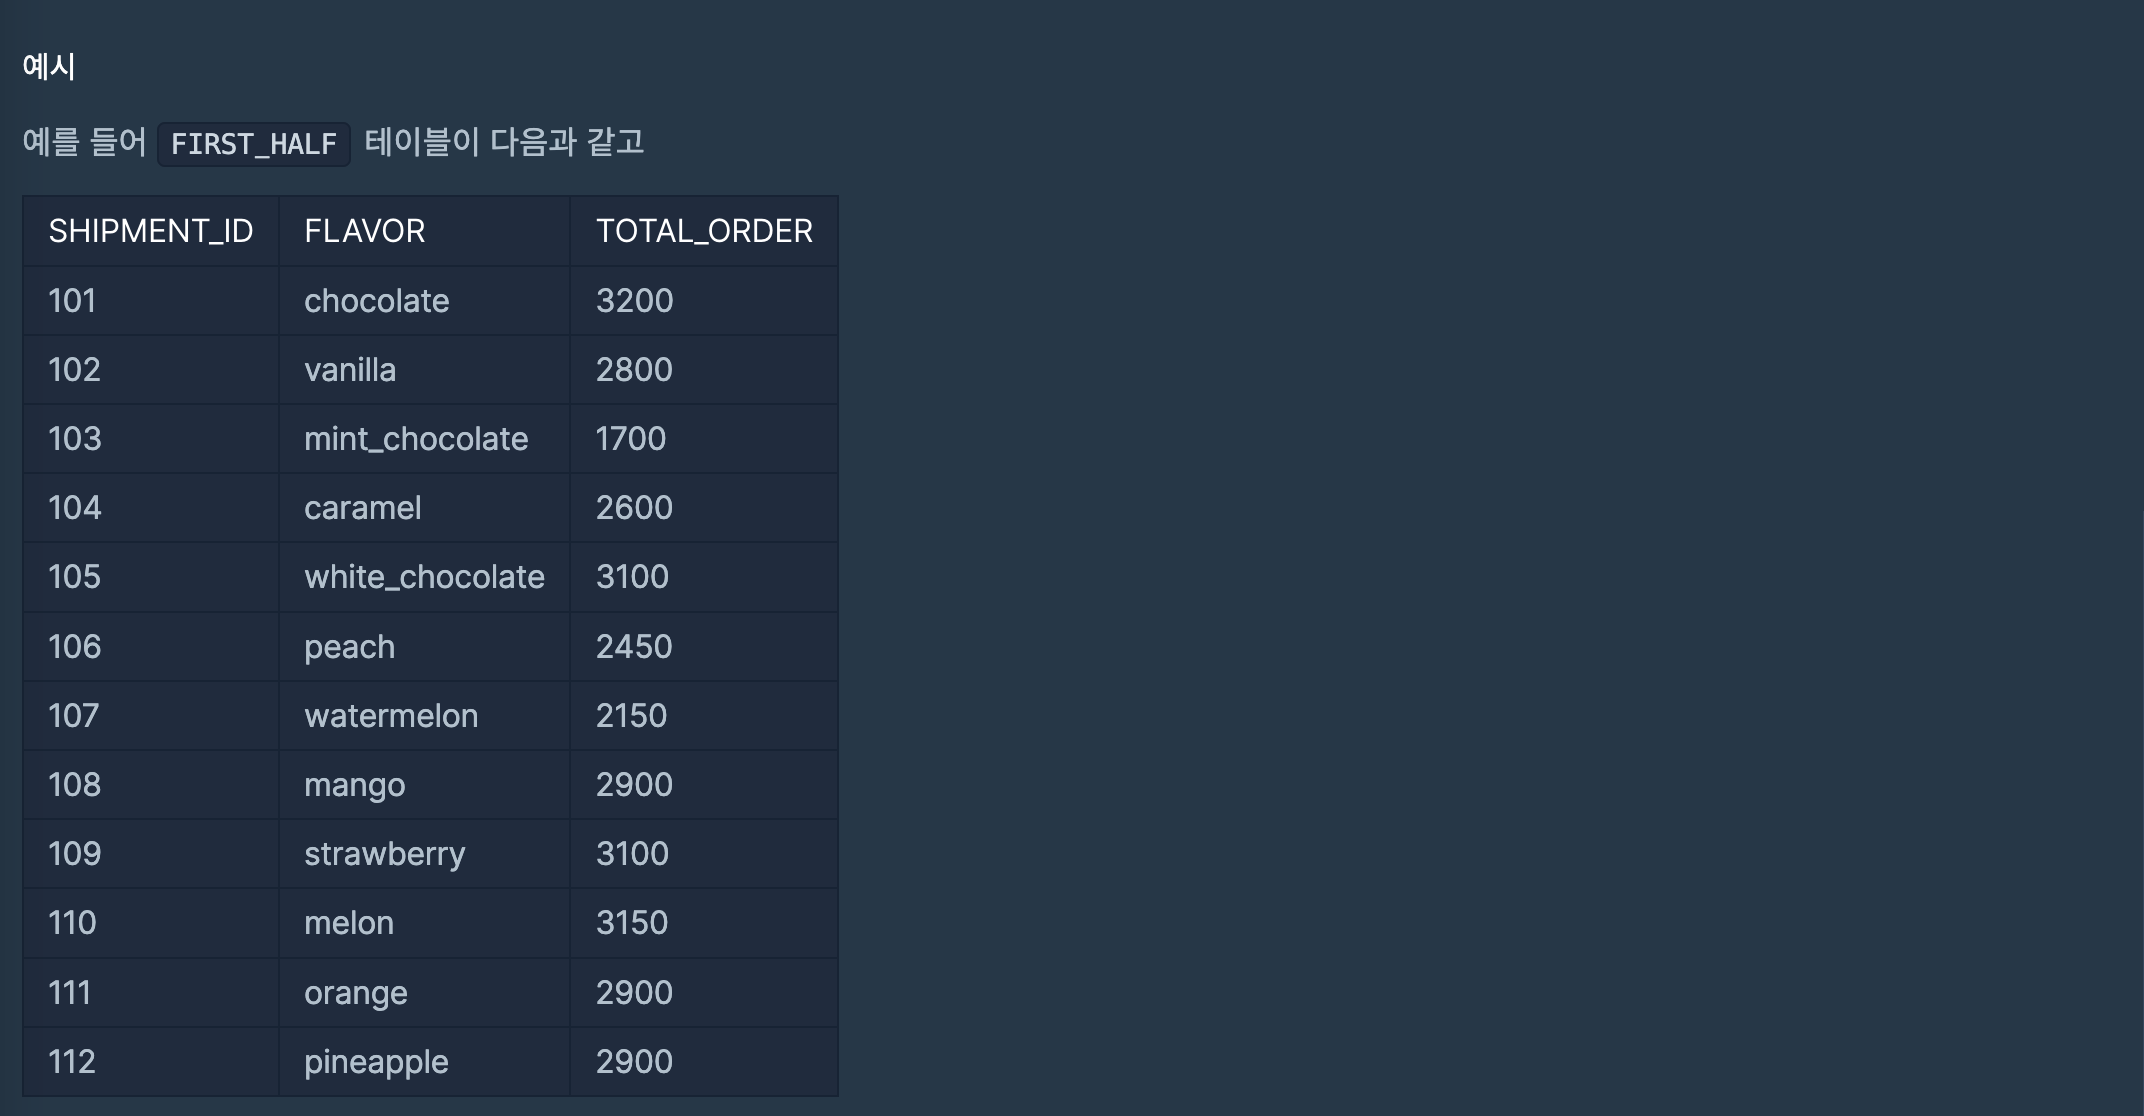 예시
예를 들어 FIRST_HALF 테이블이 다음과 같고
SHIPMENT_ID FLAVOR TOTAL_ORDER
101 chocolate 3200
102 vanilla 2800
103 mint_chocolate 1700
104 caramel 2600
105 white_chocolate 3100
106 peach 2450
107 watermelon 2150
108 mango 2900
109 strawberry 3100
110 melon 3150
111 orange 2900
112 pineapple 2900